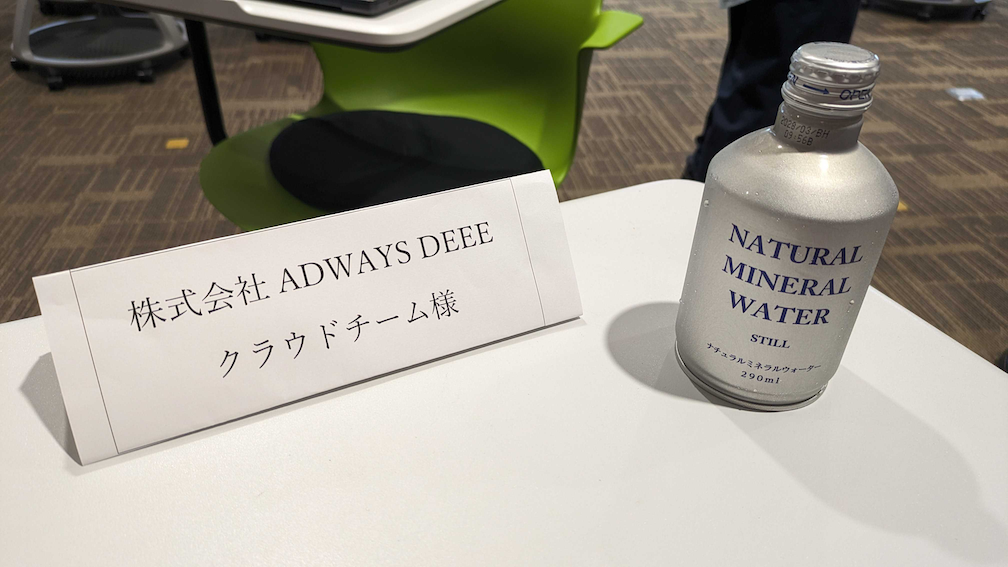 株式会社 ADWAYS DEEE
クラウドチーム様
OPEN
NATURAL
MINERAL
WATER
STILL
ナチュラルミネラルウォーター
290ml